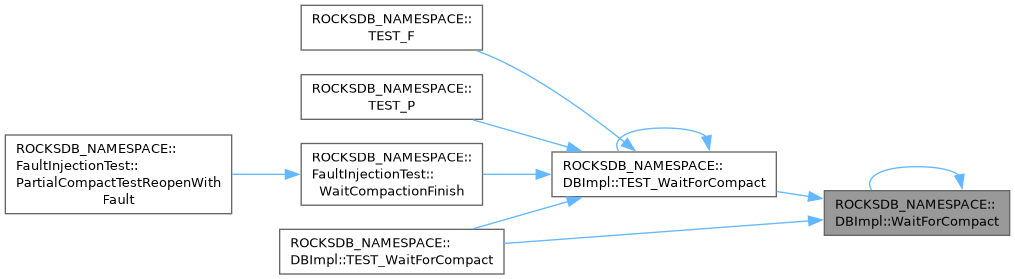 ROCKSDB_NAMESPACE::
TEST_F
ROCKSDB_NAMESPACE::
TEST_P
ROCKSDB_NAMESPACE::
FaultInjectionTest::
PartialCompactTestReopenWith
Fault
ROCKSDB_NAMESPACE::
FaultInjectionTest::
WaitCompactionFinish
ROCKSDB_NAMESPACE::
DBImpl::TEST_WaitForCompact
ROCKSDB_NAMESPACE::
DBImpl::WaitForCompact
ROCKSDB_NAMESPACE::
DBImpl::TEST_WaitForCompact